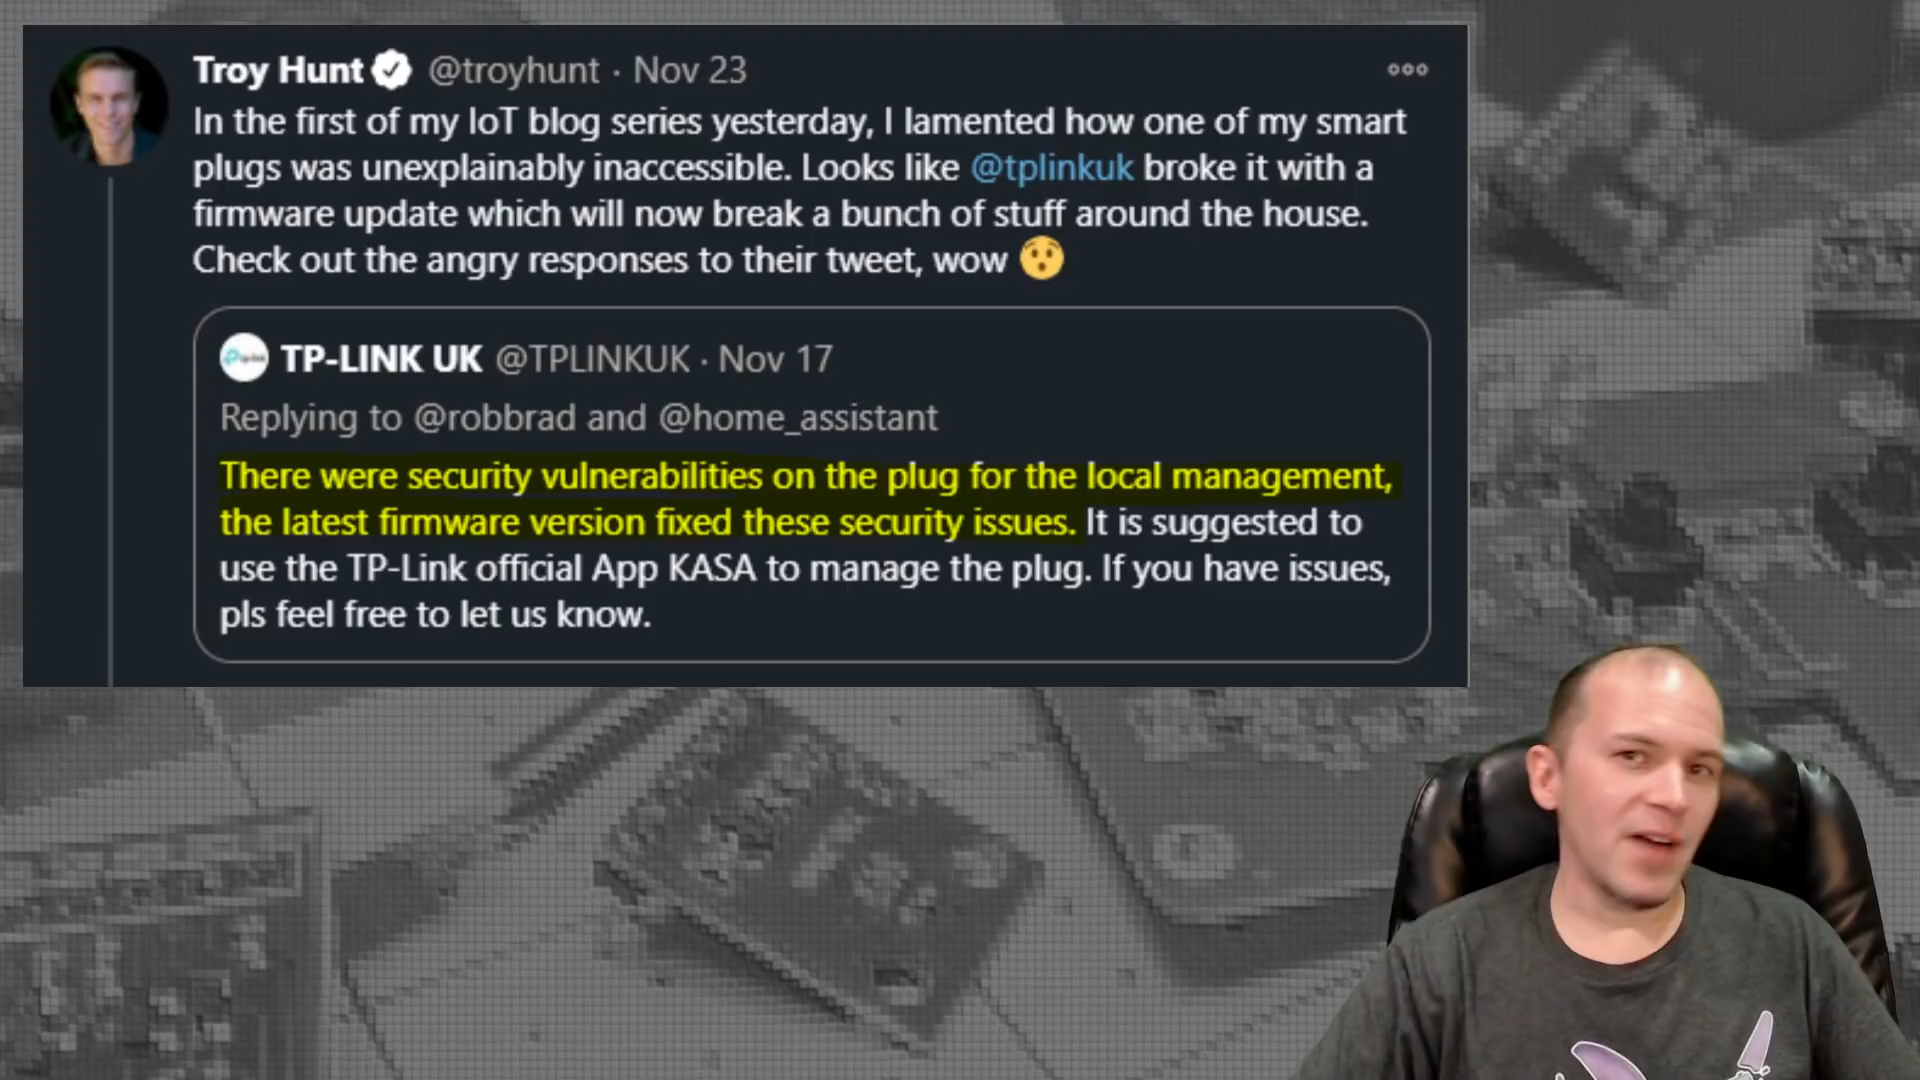 Troy Hunt @troyhunt · Nov 23
In the first of my IoT blog series yesterday, I lamented how one of my smart
plugs was unexplainably inaccessible. Looks like @tplinkuk broke it with a
firmware update which will now break a bunch of stuff around the house.
Check out the angry responses to their tweet, wow 😯
TP-LINK UK @TPLINKUK · Nov 17
Replying to @robbrad and @home_assistant
There were security vulnerabilities on the plug for the local management,
the latest firmware version fixed these security issues. It is suggested to
use the TP-Link official App KASA to manage the plug. If you have issues,
pls feel free to let us know.